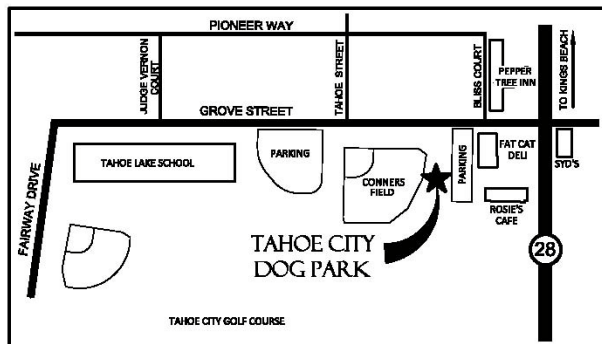 PIONEER WAY
JUDGE VERNON
COURT
TAHOE STREET
BLISS COURT
PEPPER
TREE INN
TO KINGS BEACH
GROVE STREET
FAIRWAY DRIVE
TAHOE LAKE SCHOOL
PARKING
CONNERS
FIELD
PARKING
FAT CAT
DELI
SYD'S
ROSIE'S
CAFE
TAHOE CITY
DOG PARK
28
TAHOE CITY GOLF COURSE